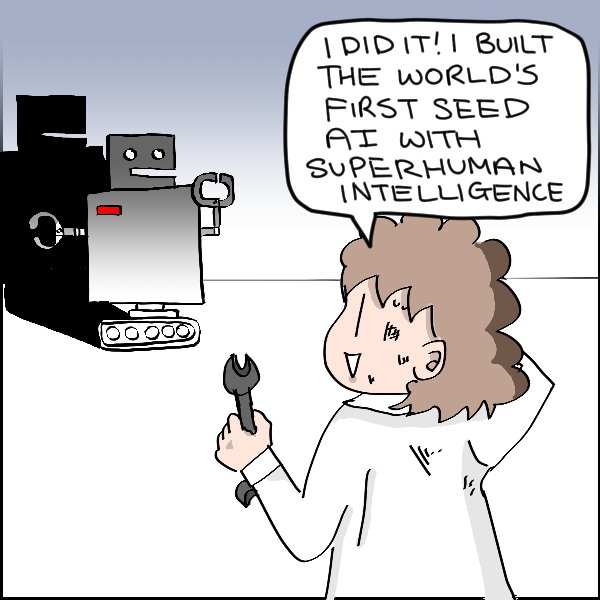 I DID IT! I BUILT
THE WORLD'S
FIRST SEED
AI WITH
SUPERHUMAN
INTELLIGENCE